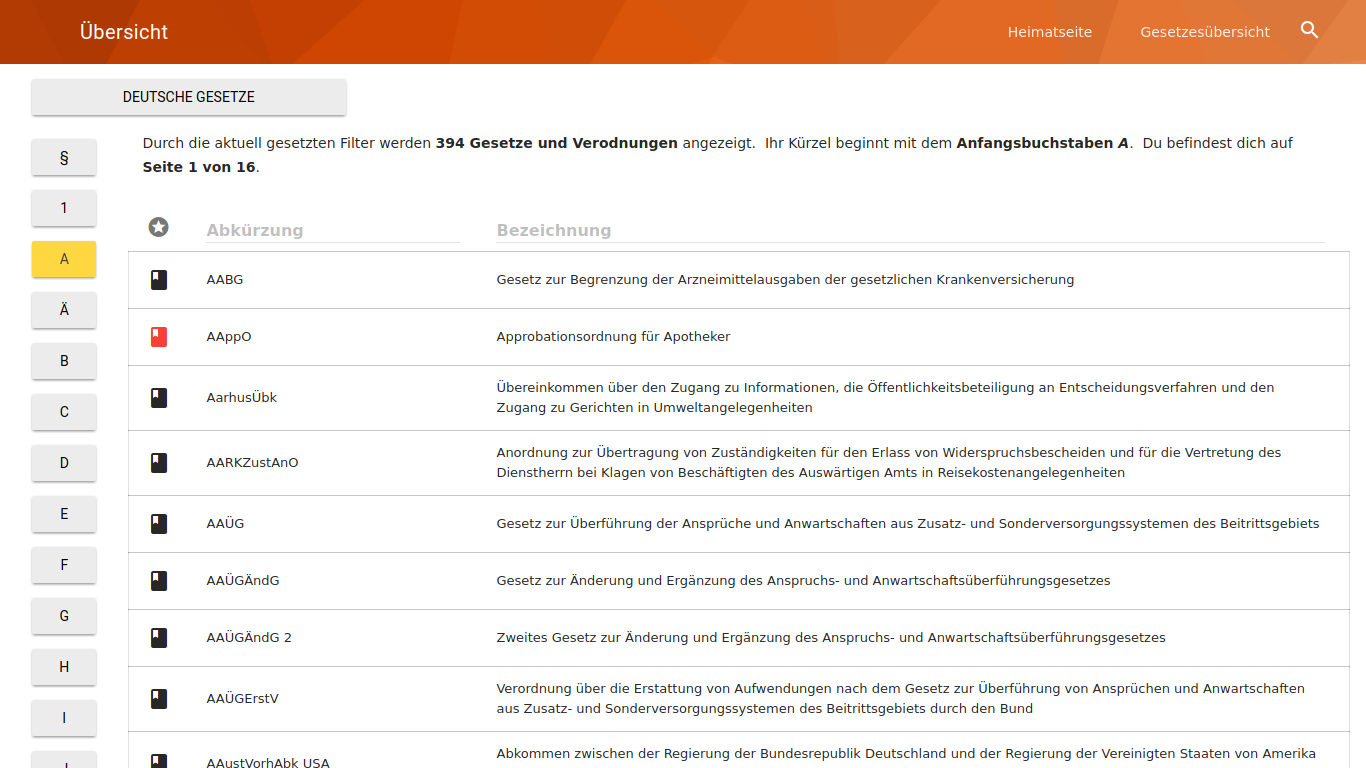 Übersicht
Heimatseite
Gesetzesübersicht
DEUTSCHE GESETZE
Durch die aktuell gesetzten Filter werden 394 Gesetze und Verodnungen angezeigt. Ihr Kürzel beginnt mit dem Anfangsbuchstaben A. Du befindest dich auf
Seite 1 von 16.
§
1
A
Ä
B
C
D
E
F
G
H
I
Abkürzung
Bezeichnung
AABG
Gesetz zur Begrenzung der Arzneimittelausgaben der gesetzlichen Krankenversicherung
AAppO
Approbationsordnung für Apotheker
AarhusÜbk
Übereinkommen über den Zugang zu Informationen, die Öffentlichkeitsbeteiligung an Entscheidungsverfahren und den
Zugang zu Gerichten in Umweltangelegenheiten
AARKZustAnO
Anordnung zur Übertragung von Zuständigkeiten für den Erlass von Widerspruchsbescheiden und für die Vertretung des
Dienstherrn bei Klagen von Beschäftigten des Auswärtigen Amts in Reisekostenangelegenheiten
AAÜG
Gesetz zur Überführung der Ansprüche und Anwartschaften aus Zusatz- und Sonderversorgungssystemen des Beitrittsgebiets
AAÜGÄndG
Gesetz zur Änderung und Ergänzung des Anspruchs- und Anwartschaftsüberführungsgesetzes
AAÜGÄndG 2
Zweites Gesetz zur Änderung und Ergänzung des Anspruchs- und Anwartschaftsüberführungsgesetzes
AAÜGErstV
Verordnung über die Erstattung von Aufwendungen nach dem Gesetz zur Überführung von Ansprüchen und Anwartschaften
aus Zusatz- und Sonderversorgungssystemen des Beitrittsgebiets durch den Bund
AAustVorhAbk USA
Abkommen zwischen der Regierung der Bundesrepublik Deutschland und der Regierung der Vereinigten Staaten von Amerika